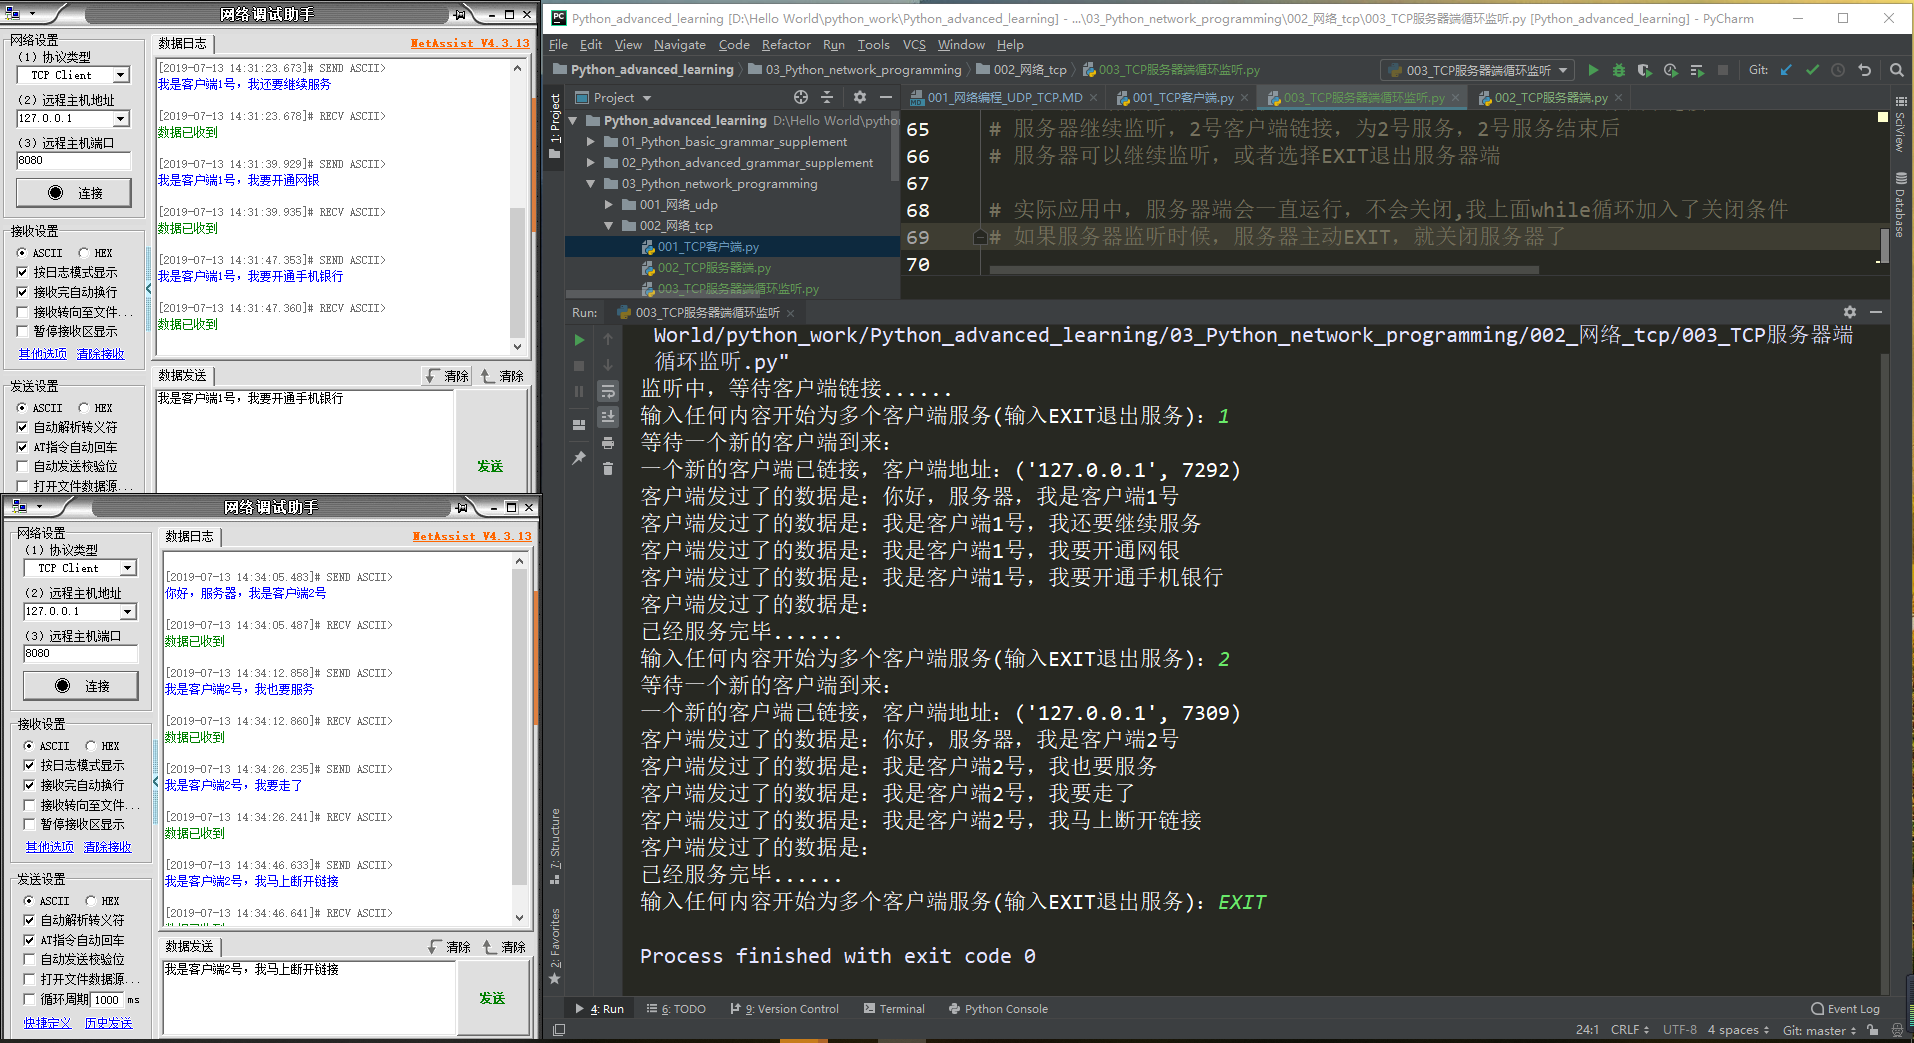 网络调试助手
网络设置
(1) 协议类型
TCP Client
(2) 远程主机地址
127.0.0.1
(3) 远程主机端口
8080
连接
接收设置
ASCII HEX
按日志模式显示
接收完自动换行
接收转向至文件...
暂停接收区显示
其他选项 清除接收
发送设置
ASCII HEX
自动解析转义符
AT指令自动回车
自动发送校验位
打开文件数据源...
数据日志
NetAssist V4.3.13
[2019-07-13 14:31:23.673]# SEND ASCII>
我是客户端1号，我还要继续服务
[2019-07-13 14:31:23.678]# RECV ASCII>
数据已收到
[2019-07-13 14:31:39.929]# SEND ASCII>
我是客户端1号，我要开通网银
[2019-07-13 14:31:39.935]# RECV ASCII>
数据已收到
[2019-07-13 14:31:47.353]# SEND ASCII>
我是客户端1号，我要开通手机银行
[2019-07-13 14:31:47.360]# RECV ASCII>
数据已收到
数据发送 清除 清除
我是客户端1号，我要开通手机银行
发送
网络调试助手
网络设置
(1) 协议类型
TCP Client
(2) 远程主机地址
127.0.0.1
(3) 远程主机端口
8080
连接
接收设置
ASCII HEX
按日志模式显示
接收完自动换行
接收转向至文件...
暂停接收区显示
其他选项 清除接收
发送设置
ASCII HEX
自动解析转义符
AT指令自动回车
自动发送校验位
打开文件数据源...
循环周期 1000 ms
快捷定义 历史发送
数据日志
NetAssist V4.3.13
[2019-07-13 14:34:05.483]# SEND ASCII>
你好，服务器，我是客户端2号
[2019-07-13 14:34:05.487]# RECV ASCII>
数据已收到
[2019-07-13 14:34:12.858]# SEND ASCII>
我是客户端2号，我也要服务
[2019-07-13 14:34:12.860]# RECV ASCII>
数据已收到
[2019-07-13 14:34:26.235]# SEND ASCII>
我是客户端2号，我要走了
[2019-07-13 14:34:26.241]# RECV ASCII>
数据已收到
[2019-07-13 14:34:46.633]# SEND ASCII>
我是客户端2号，我马上断开链接
[2019-07-13 14:34:46.641]# RECV ASCII>
数据发送 清除 清除
我是客户端2号，我马上断开链接
发送
Python_advanced_learning [D:\Hello World\python_work\Python_advanced_learning] - ...\03_Python_network_programming\002_网络_tcp\003_TCP服务器端循环监听.py [Python_advanced_learning] - PyCharm
File Edit View Navigate Code Refactor Run Tools VCS Window Help
Python_advanced_learning 03_Python_network_programming 002_网络_tcp 003_TCP服务器端循环监听.py
003_TCP服务器端循环监听
Git:
1: Project
Project
001_网络编程_UDP_TCP.MD 001_TCP客户端.py 003_TCP服务器端循环监听.py 002_TCP服务器端.py
Python_advanced_learning D:\Hello World\pytho
01_Python_basic_grammar_supplement
02_Python_advanced_grammar_supplement
03_Python_network_programming
001_网络_udp
002_网络_tcp
001_TCP客户端.py
002_TCP服务器端.py
003_TCP服务器端循环监听.py
65 # 服务器继续监听，2号客户端链接，为2号服务，2号服务结束后
66 # 服务器可以继续监听，或者选择EXIT退出服务器端
67
68 # 实际应用中，服务器端会一直运行，不会关闭,我上面while循环加入了关闭条件
69 # 如果服务器监听时候，服务器主动EXIT，就关闭服务器了
70
SciView
Database
Run: 003_TCP服务器端循环监听
World/python_work/Python_advanced_learning/03_Python_network_programming/002_网络_tcp/003_TCP服务器端
循环监听.py"
监听中，等待客户端链接......
输入任何内容开始为多个客户端服务(输入EXIT退出服务)：1
等待一个新的客户端到来：
一个新的客户端已链接，客户端地址：('127.0.0.1', 7292)
客户端发过了的数据是：你好，服务器，我是客户端1号
客户端发过了的数据是：我是客户端1号，我还要继续服务
客户端发过了的数据是：我是客户端1号，我要开通网银
客户端发过了的数据是：我是客户端1号，我要开通手机银行
客户端发过了的数据是：
已经服务完毕......
输入任何内容开始为多个客户端服务(输入EXIT退出服务)：2
等待一个新的客户端到来：
一个新的客户端已链接，客户端地址：('127.0.0.1', 7309)
客户端发过了的数据是：你好，服务器，我是客户端2号
客户端发过了的数据是：我是客户端2号，我也要服务
客户端发过了的数据是：我是客户端2号，我要走了
客户端发过了的数据是：我是客户端2号，我马上断开链接
客户端发过了的数据是：
已经服务完毕......
输入任何内容开始为多个客户端服务(输入EXIT退出服务)：EXIT
Process finished with exit code 0
7: Structure
2: Favorites
4: Run 6: TODO 9: Version Control Terminal Python Console Event Log
24:1 CRLF UTF-8 4 spaces Git: master